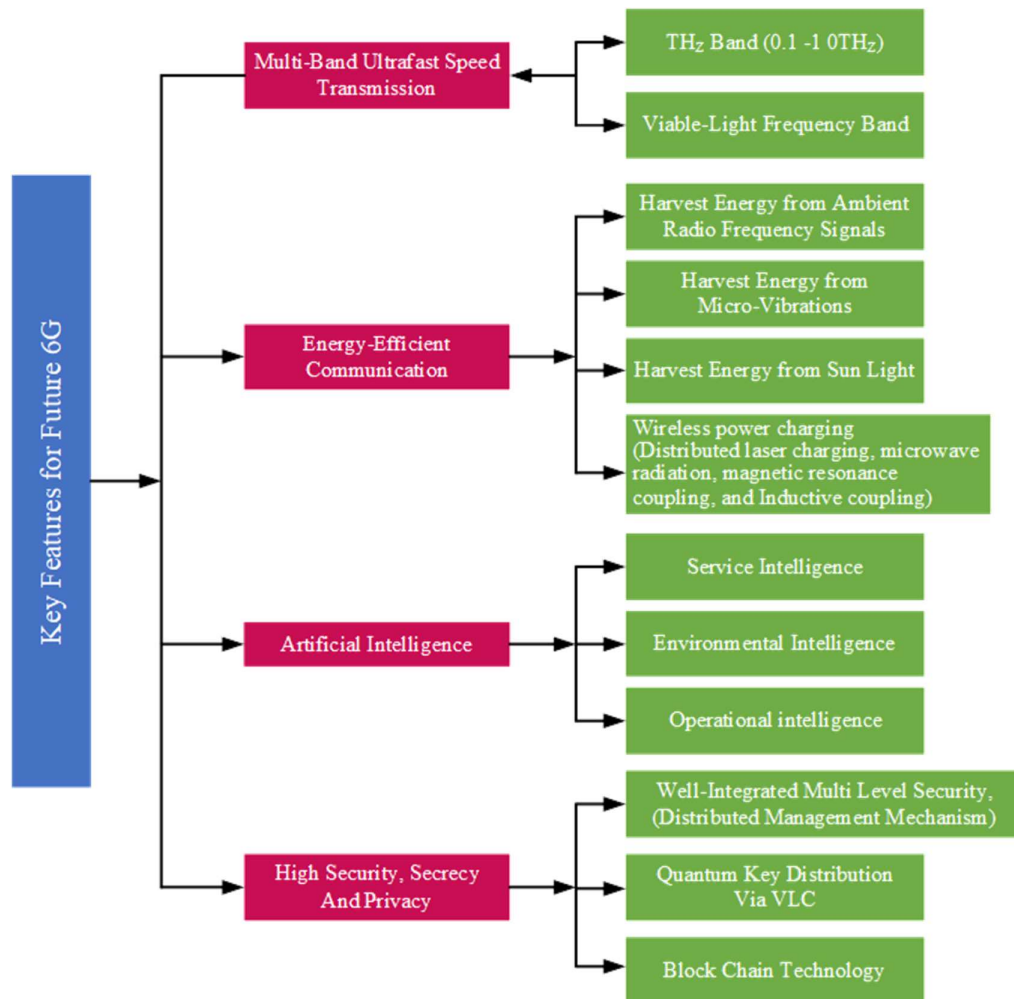 Key Features for Future 6G
Multi-Band Ultrafast Speed
Transmission
THz Band (0.1 -1 0THz)
Viable-Light Frequency Band
Energy-Efficient
Communication
Harvest Energy from Ambient
Radio Frequency Signals
Harvest Energy from
Micro-Vibrations
Harvest Energy from Sun Light
Wireless power charging
(Distributed laser charging, microwave
radiation, magnetic resonance
coupling, and Inductive coupling)
Artificial Intelligence
Service Intelligence
Environmental Intelligence
Operational intelligence
High Security, Secrecy
And Privacy
Well-Integrated Multi Level Security,
(Distributed Management Mechanism)
Quantum Key Distribution
Via VLC
Block Chain Technology